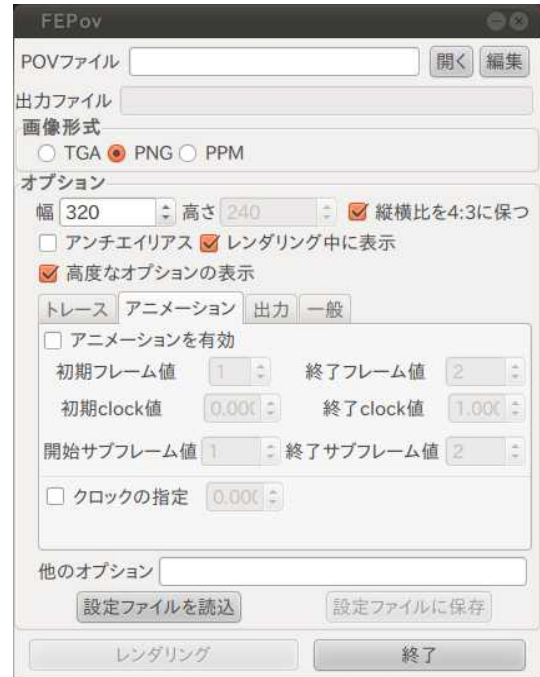 FEPov
POVファイル 開く 編集
出力ファイル
画像形式
TGA PNG PPM
オプション
幅 320 高さ 240 縦横比を4:3に保つ
アンチエイリアス レンダリング中に表示
高度なオプションの表示
トレース アニメーション 出力 一般
アニメーションを有効
初期フレーム値 1 終了フレーム値 2
初期clock値 0.000 終了clock値 1.000
開始サブフレーム値 1 終了サブフレーム値 2
クロックの指定 0.000
他のオプション
設定ファイルを読込 設定ファイルに保存
レンダリング 終了